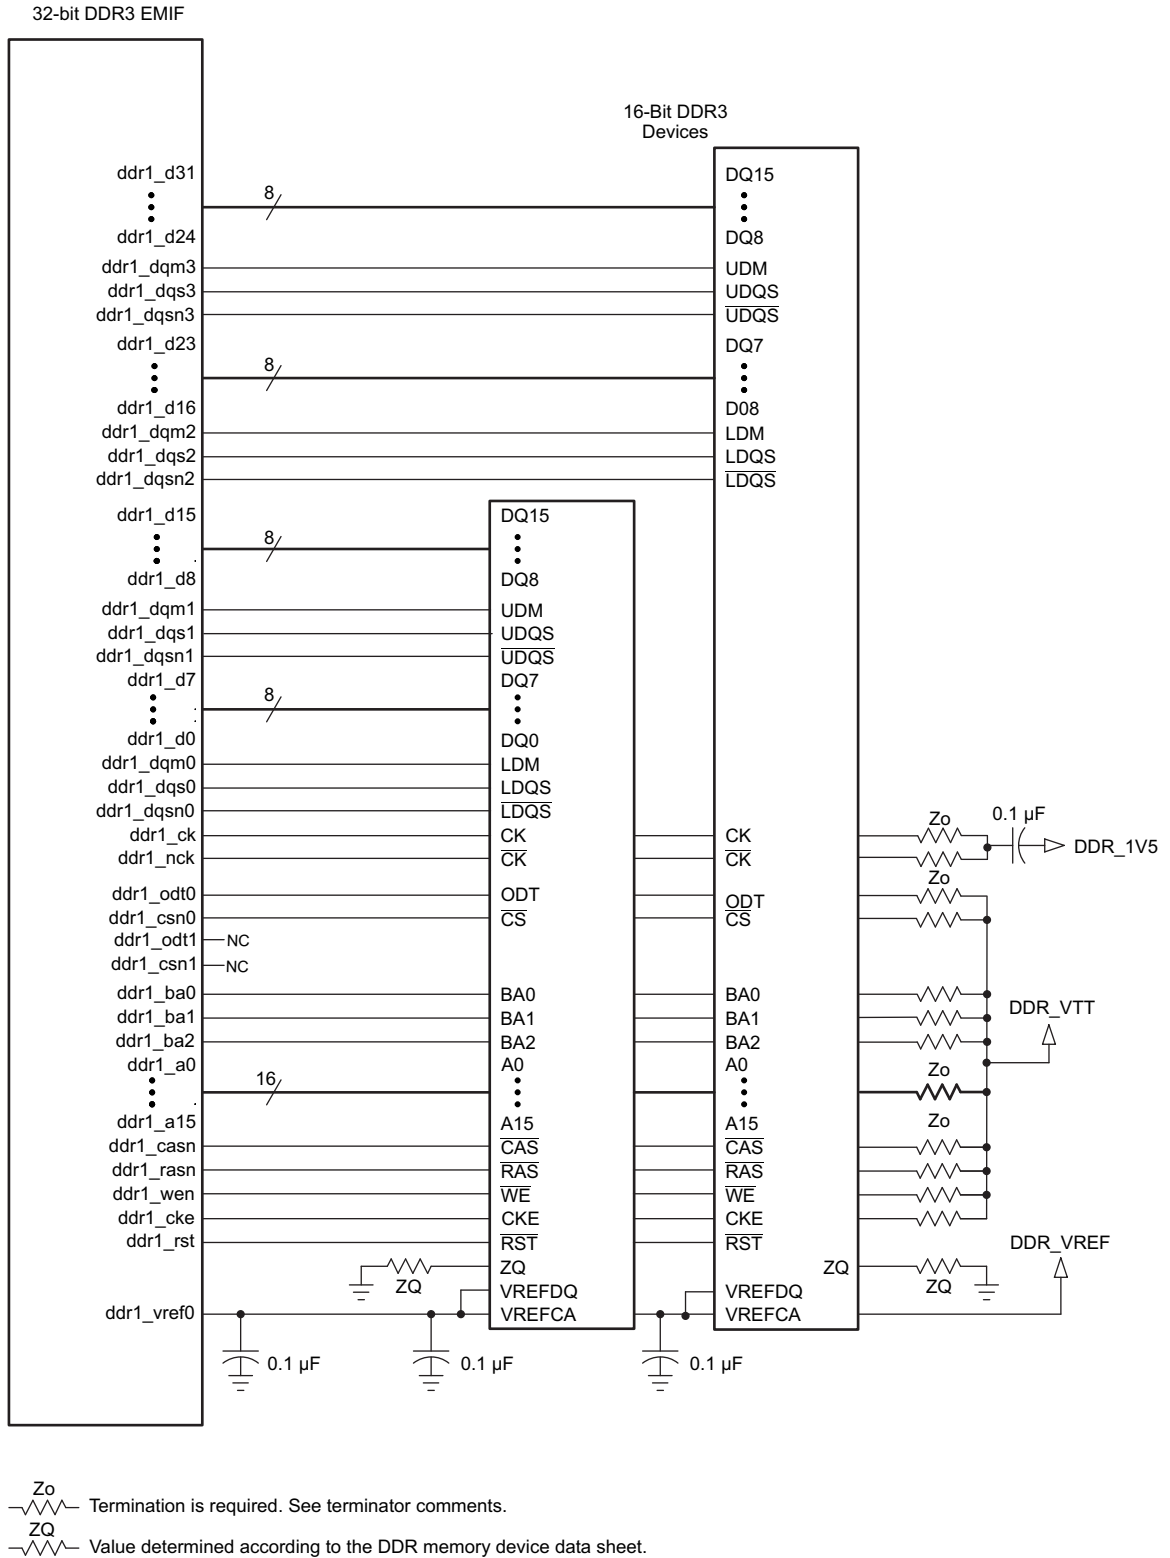 32-bit DDR3 EMIF
16-Bit DDR3
Devices
ddr1_d31
8
DQ15
ddr1_d24
DQ8
ddr1_dqm3
UDM
ddr1_dqs3
UDQS
ddr1_dqsn3
UDQS
ddr1_d23
8
DQ7
ddr1_d16
D08
ddr1_dqm2
LDM
ddr1_dqs2
LDQS
ddr1_dqsn2
LDQS
ddr1_d15
8
DQ15
ddr1_d8
DQ8
ddr1_dqm1
UDM
ddr1_dqs1
UDQS
ddr1_dqsn1
UDQS
ddr1_d7
8
DQ7
ddr1_d0
DQ0
ddr1_dqm0
LDM
ddr1_dqs0
LDQS
ddr1_dqsn0
LDQS
Zo
0.1 µF
ddr1_ck
CK
CK
DDR_1V5
ddr1_nck
CK
CK
Zo
ddr1_odt0
ODT
ODT
ddr1_csn0
CS
CS
ddr1_odt1
NC
ddr1_csn1
NC
ddr1_ba0
BA0
BA0
DDR_VTT
ddr1_ba1
BA1
BA1
ddr1_ba2
BA2
BA2
ddr1_a0
A0
A0
Zo
16
ddr1_a15
A15
A15
Zo
ddr1_casn
CAS
CAS
ddr1_rasn
RAS
RAS
ddr1_wen
WE
WE
ddr1_cke
CKE
CKE
ddr1_rst
RST
RST
DDR_VREF
ZQ
ZQ
ZQ
ZQ
VREFDQ
VREFDQ
ddr1_vref0
VREFCA
VREFCA
0.1 µF
0.1 µF
0.1 µF
Zo
Termination is required. See terminator comments.
ZQ
Value determined according to the DDR memory device data sheet.